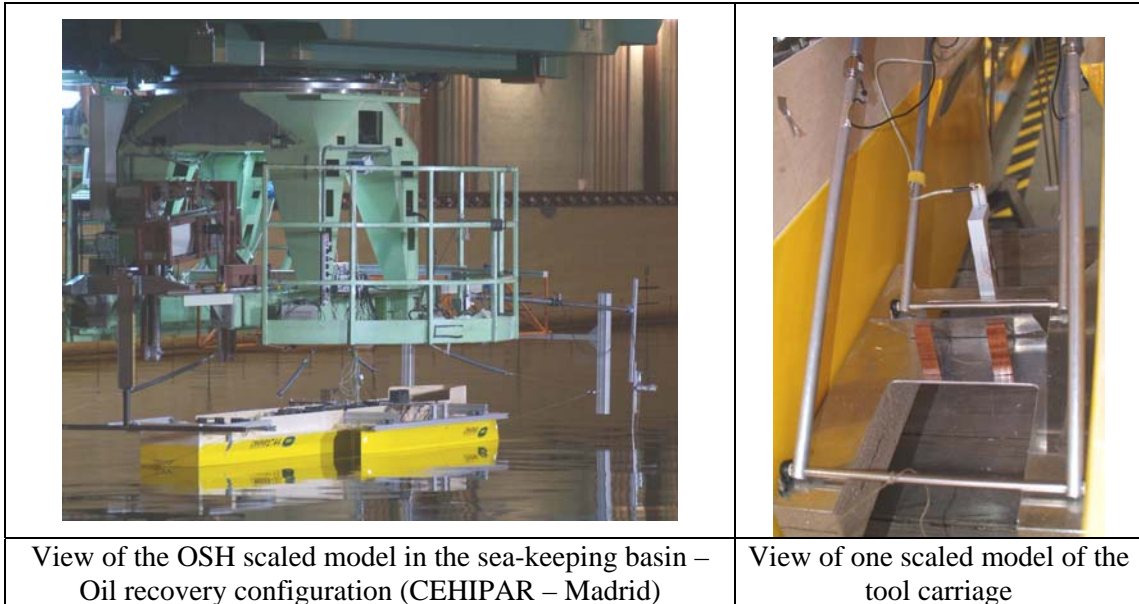 View of the OSH scaled model in the sea-keeping basin –
Oil recovery configuration (CEHIPAR – Madrid)
View of one scaled model of the
tool carriage